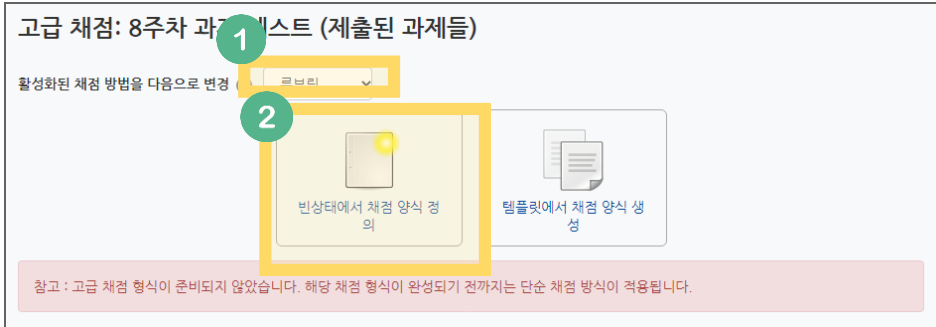 고급 채점: 8주차 과 스트 (제출된 과제들)
1
활성화된 채점 방법을 다음으로 변경
루브릭
2
빈상태에서 채점 양식 정
의
템플릿에서 채점 양식 생
성
참고 : 고급 채점 형식이 준비되지 않았습니다. 해당 채점 형식이 완성되기 전까지는 단순 채점 방식이 적용됩니다.